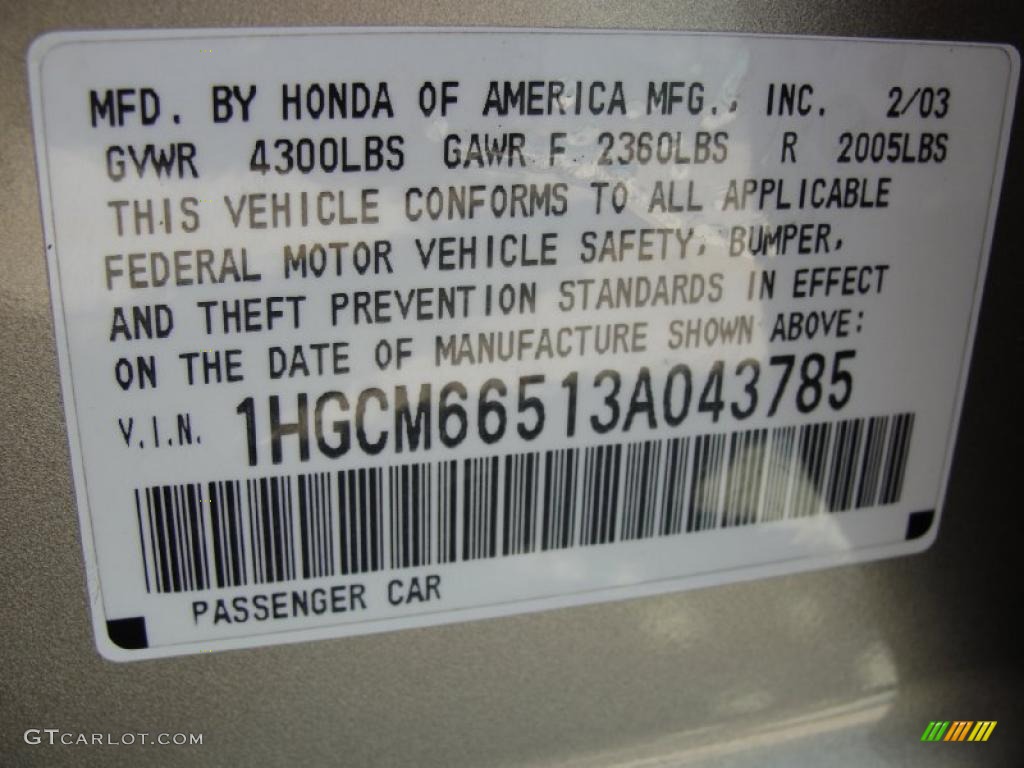 MFD. BY HONDA OF AMERICA MFG., INC. 2/03
GVWR 4300LBS GAWR F 2360LBS R 2005LBS
THIS VEHICLE CONFORMS TO ALL APPLICABLE
FEDERAL MOTOR VEHICLE SAFETY, BUMPER,
AND THEFT PREVENTION STANDARDS IN EFFECT
ON THE DATE OF MANUFACTURE SHOWN ABOVE:
V.I.N. 1HGCM66513A043785
PASSENGER CAR
GTCARLOT.COM